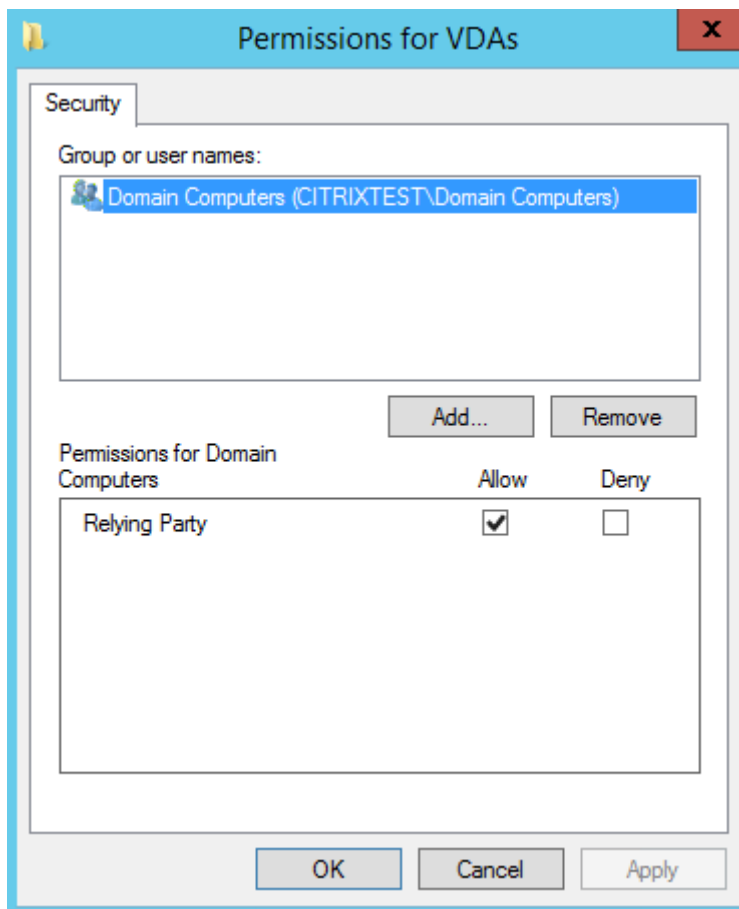 Permissions for VDAs
x
Security
Group or user names:
Domain Computers (CITRIXTEST\Domain Computers)
Add...
Remove
Permissions for Domain
Computers
Allow
Deny
Relying Party
OK
Cancel
Apply